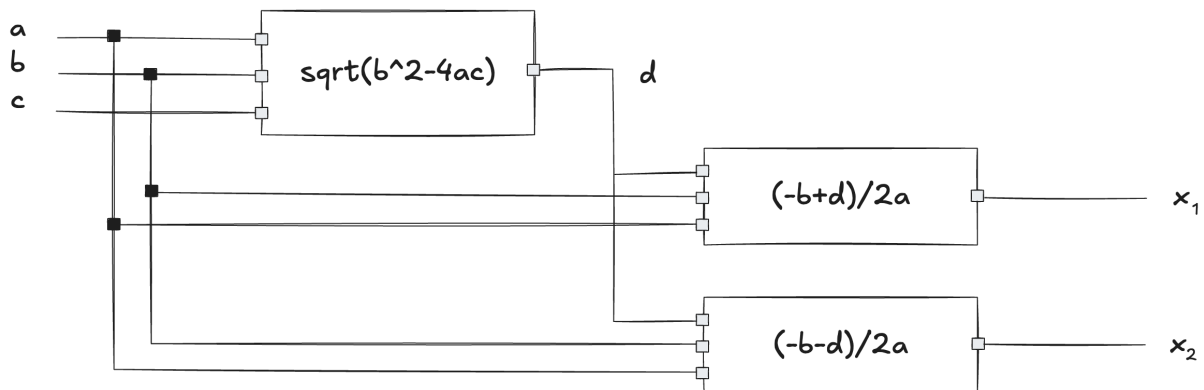 a
b
c
sqrt(b^2-4ac)
d
(-b+d)/2a
x₁
(-b-d)/2a
x₂